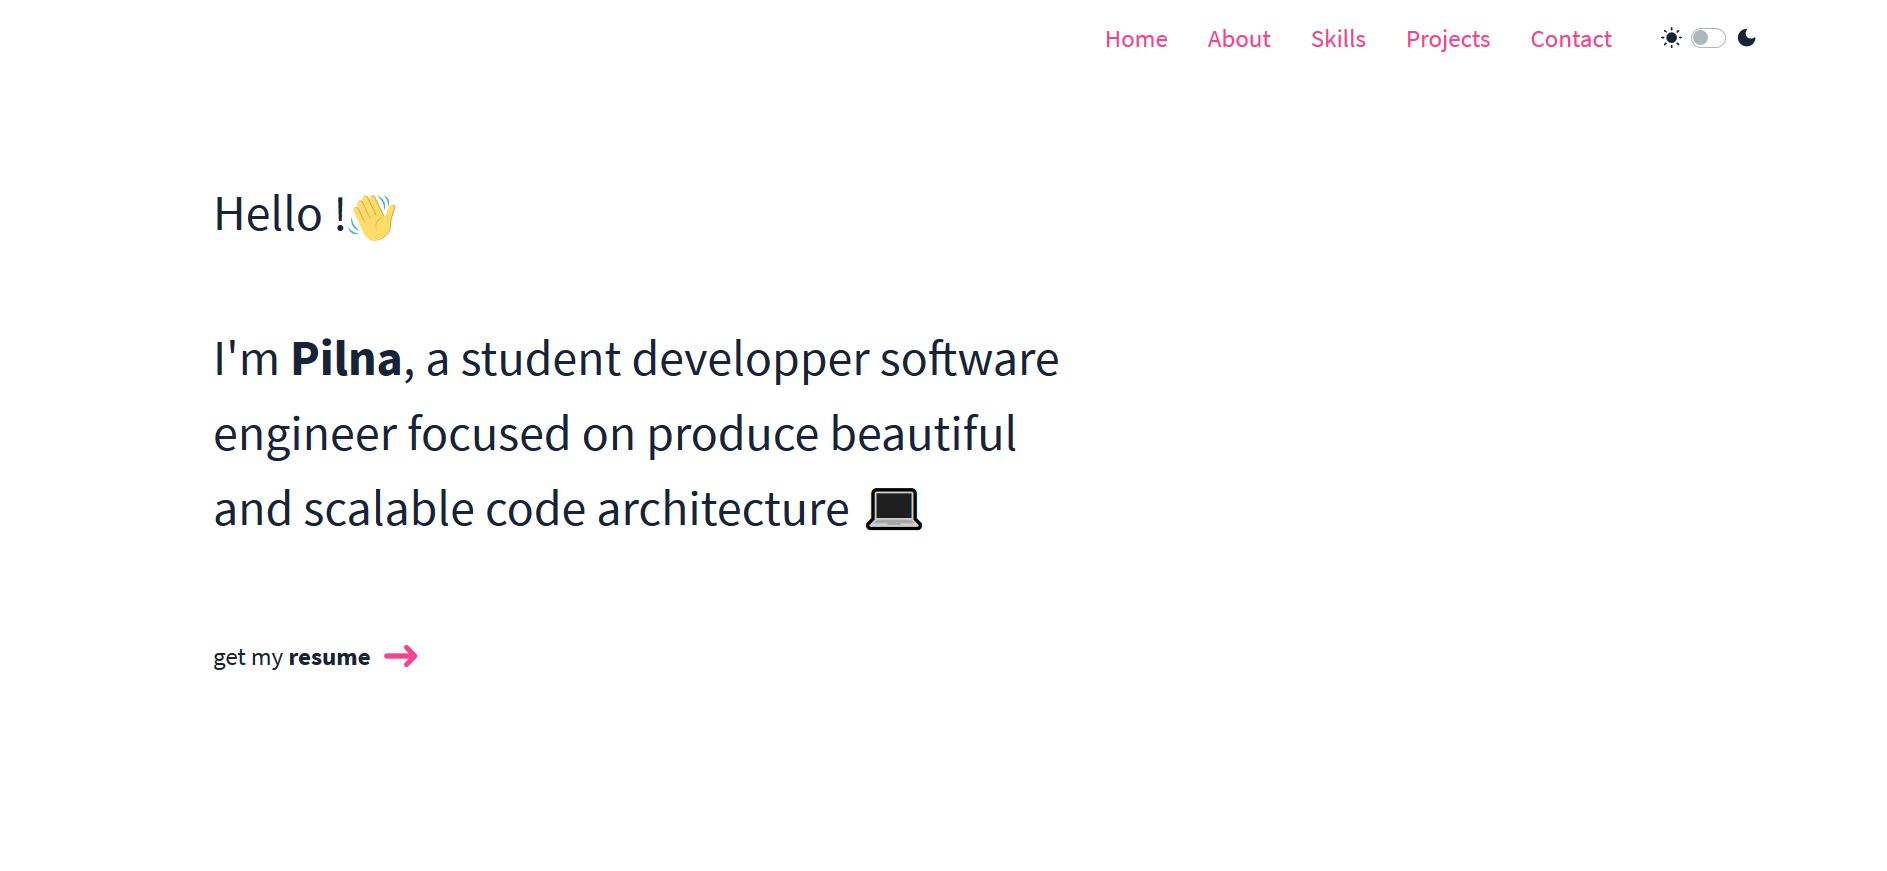 Home About Skills Projects Contact
Hello !👋
I'm Pilna, a student developper software
engineer focused on produce beautiful
and scalable code architecture 💻
get my resume